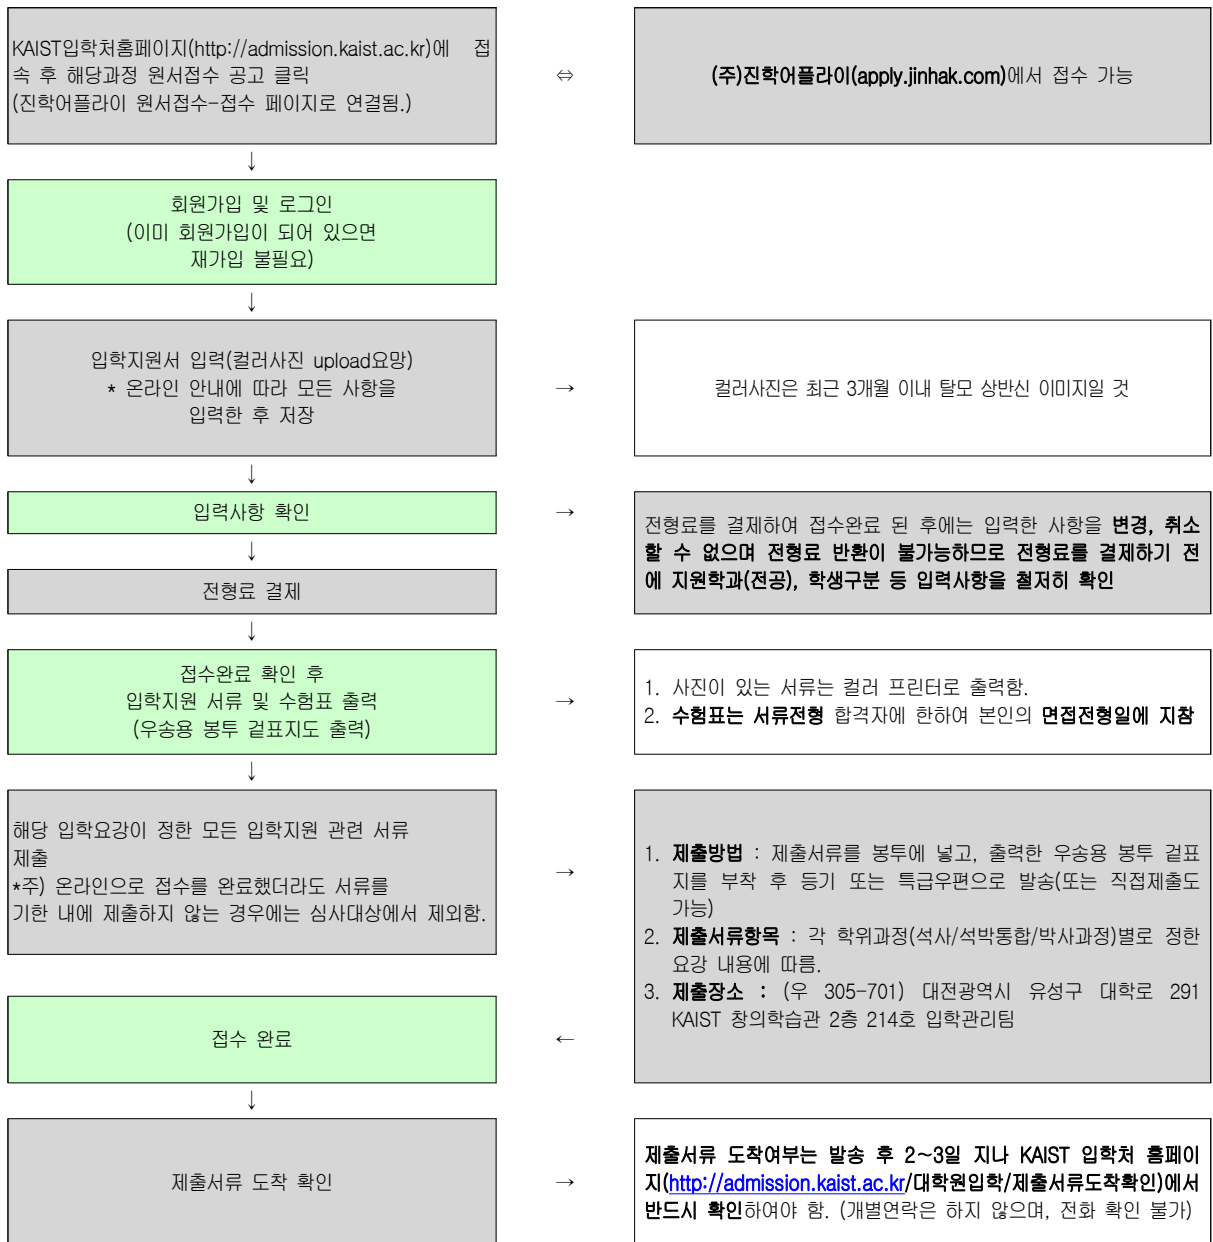 KAIST입학처홈페이지(http://admission.kaist.ac.kr)에 접
속 후 해당과정 원서접수 공고 클릭
(진학어플라이 원서접수-접수 페이지로 연결됨.)
⇔
(주)진학어플라이(apply.jinhak.com)에서 접수 가능
↓
회원가입 및 로그인
(이미 회원가입이 되어 있으면
재가입 불필요)
↓
입학지원서 입력(컬러사진 upload요망)
* 온라인 안내에 따라 모든 사항을
입력한 후 저장
→
컬러사진은 최근 3개월 이내 탈모 상반신 이미지일 것
↓
입력사항 확인
→
전형료를 결제하여 접수완료 된 후에는 입력한 사항을 변경, 취소
할 수 없으며 전형료 반환이 불가능하므로 전형료를 결제하기 전
에 지원학과(전공), 학생구분 등 입력사항을 철저히 확인
↓
전형료 결제
↓
접수완료 확인 후
입학지원 서류 및 수험표 출력
(우송용 봉투 겉표지도 출력)
→
1. 사진이 있는 서류는 컬러 프린터로 출력함.
2. 수험표는 서류전형 합격자에 한하여 본인의 면접전형일에 지참
↓
해당 입학요강이 정한 모든 입학지원 관련 서류
제출
*주) 온라인으로 접수를 완료했더라도 서류를
기한 내에 제출하지 않는 경우에는 심사대상에서 제외함.
→
1. 제출방법 : 제출서류를 봉투에 넣고, 출력한 우송용 봉투 겉표
지를 부착 후 등기 또는 특급우편으로 발송(또는 직접제출도
가능)
2. 제출서류항목 : 각 학위과정(석사/석박통합/박사과정)별로 정한
요강 내용에 따름.
3. 제출장소 : (우 305-701) 대전광역시 유성구 대학로 291
KAIST 창의학습관 2층 214호 입학관리팀
접수 완료
←
↓
제출서류 도착 확인
→
제출서류 도착여부는 발송 후 2~3일 지나 KAIST 입학처 홈페이
지(http://admission.kaist.ac.kr/대학원입학/제출서류도착확인)에서
반드시 확인하여야 함. (개별연락은 하지 않으며, 전화 확인 불가)